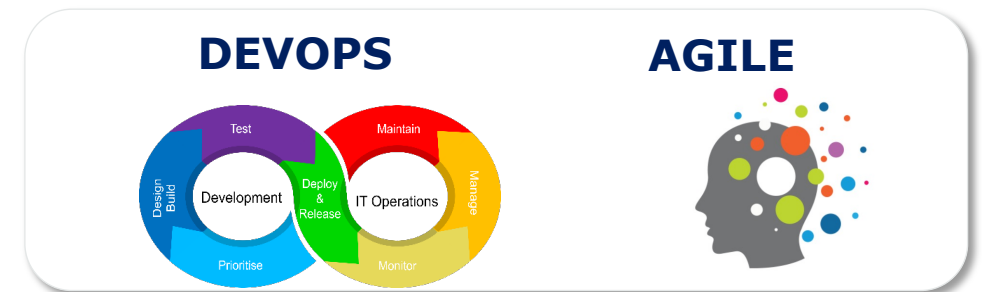 DEVOPS
AGILE
Test
Maintain
Design
Build
Development
Deploy
&
Release
IT Operations
Manage
Prioritise
Monitor